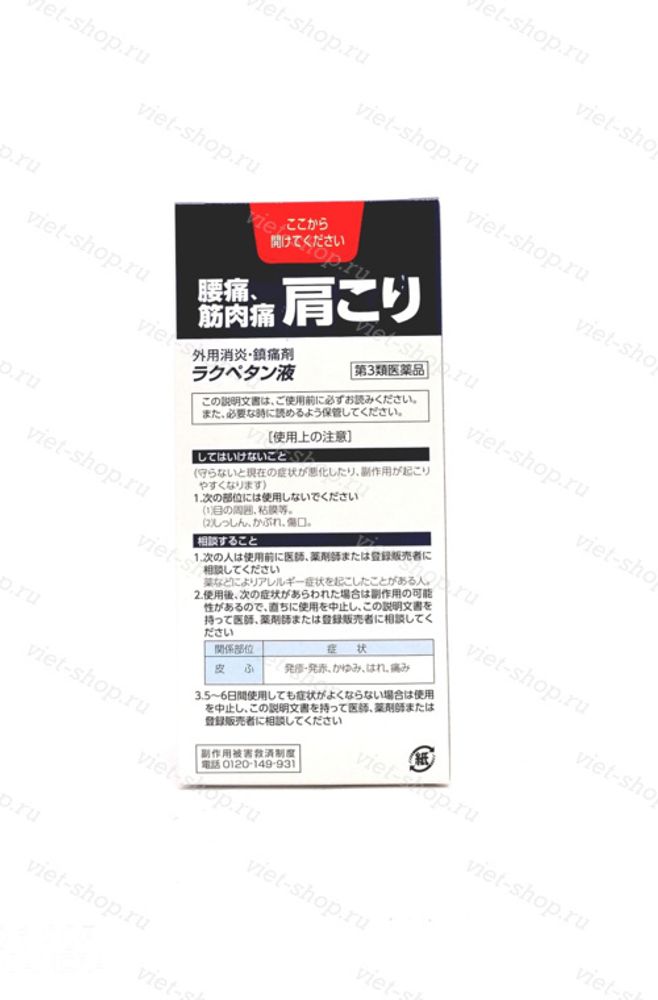 ここから
開けてください
腰痛、
筋肉痛 肩こり
外用消炎・鎮痛剤
ラクペタン液
第3類医薬品
この説明文書は、ご使用前に必ずお読みください。
また、必要な時に読めるよう保管してください。
[使用上の注意]
してはいけないこと
(守らないと現在の症状が悪化したり、副作用が起こり
やすくなります)
1.次の部位には使用しないでください
(1)目の周囲、粘膜等。
(2)しっしん、かぶれ、傷口。
相談すること
1.次の人は使用前に医師、薬剤師または登録販売者に
相談してください
薬などによりアレルギー症状を起こしたことがある人。
2.使用後、次の症状があらわれた場合は副作用の可能
性があるので、直ちに使用を中止し、この説明文書を
持って医師、薬剤師または登録販売者に相談してく
ださい
関係部位 症状
皮ふ 発疹・発赤、かゆみ、はれ、痛み
3.5～6日間使用しても症状がよくならない場合は使用
を中止し、この説明文書を持って医師、薬剤師または
登録販売者に相談してください
副作用被害救済制度
電話 0120-149-931
紙
viet-shop.ru